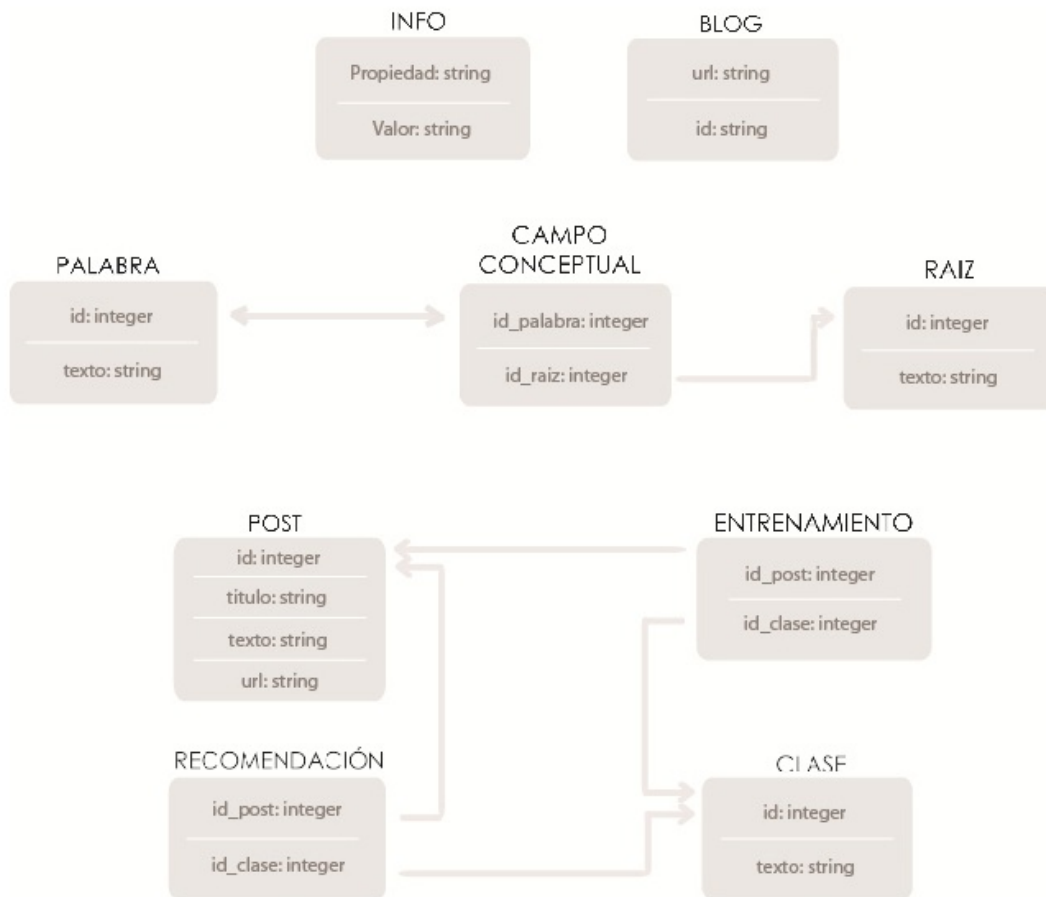 INFO
Propiedad: string
Valor: string
BLOG
url: string
id: string
PALABRA
id: integer
texto: string
CAMPO
CONCEPTUAL
id_palabra: integer
id_raiz: integer
RAIZ
id: integer
texto: string
POST
id: integer
titulo: string
texto: string
url: string
ENTRENAMIENTO
id_post: integer
id_clase: integer
RECOMENDACIÓN
id_post: integer
id_clase: integer
CLASE
id: integer
texto: string